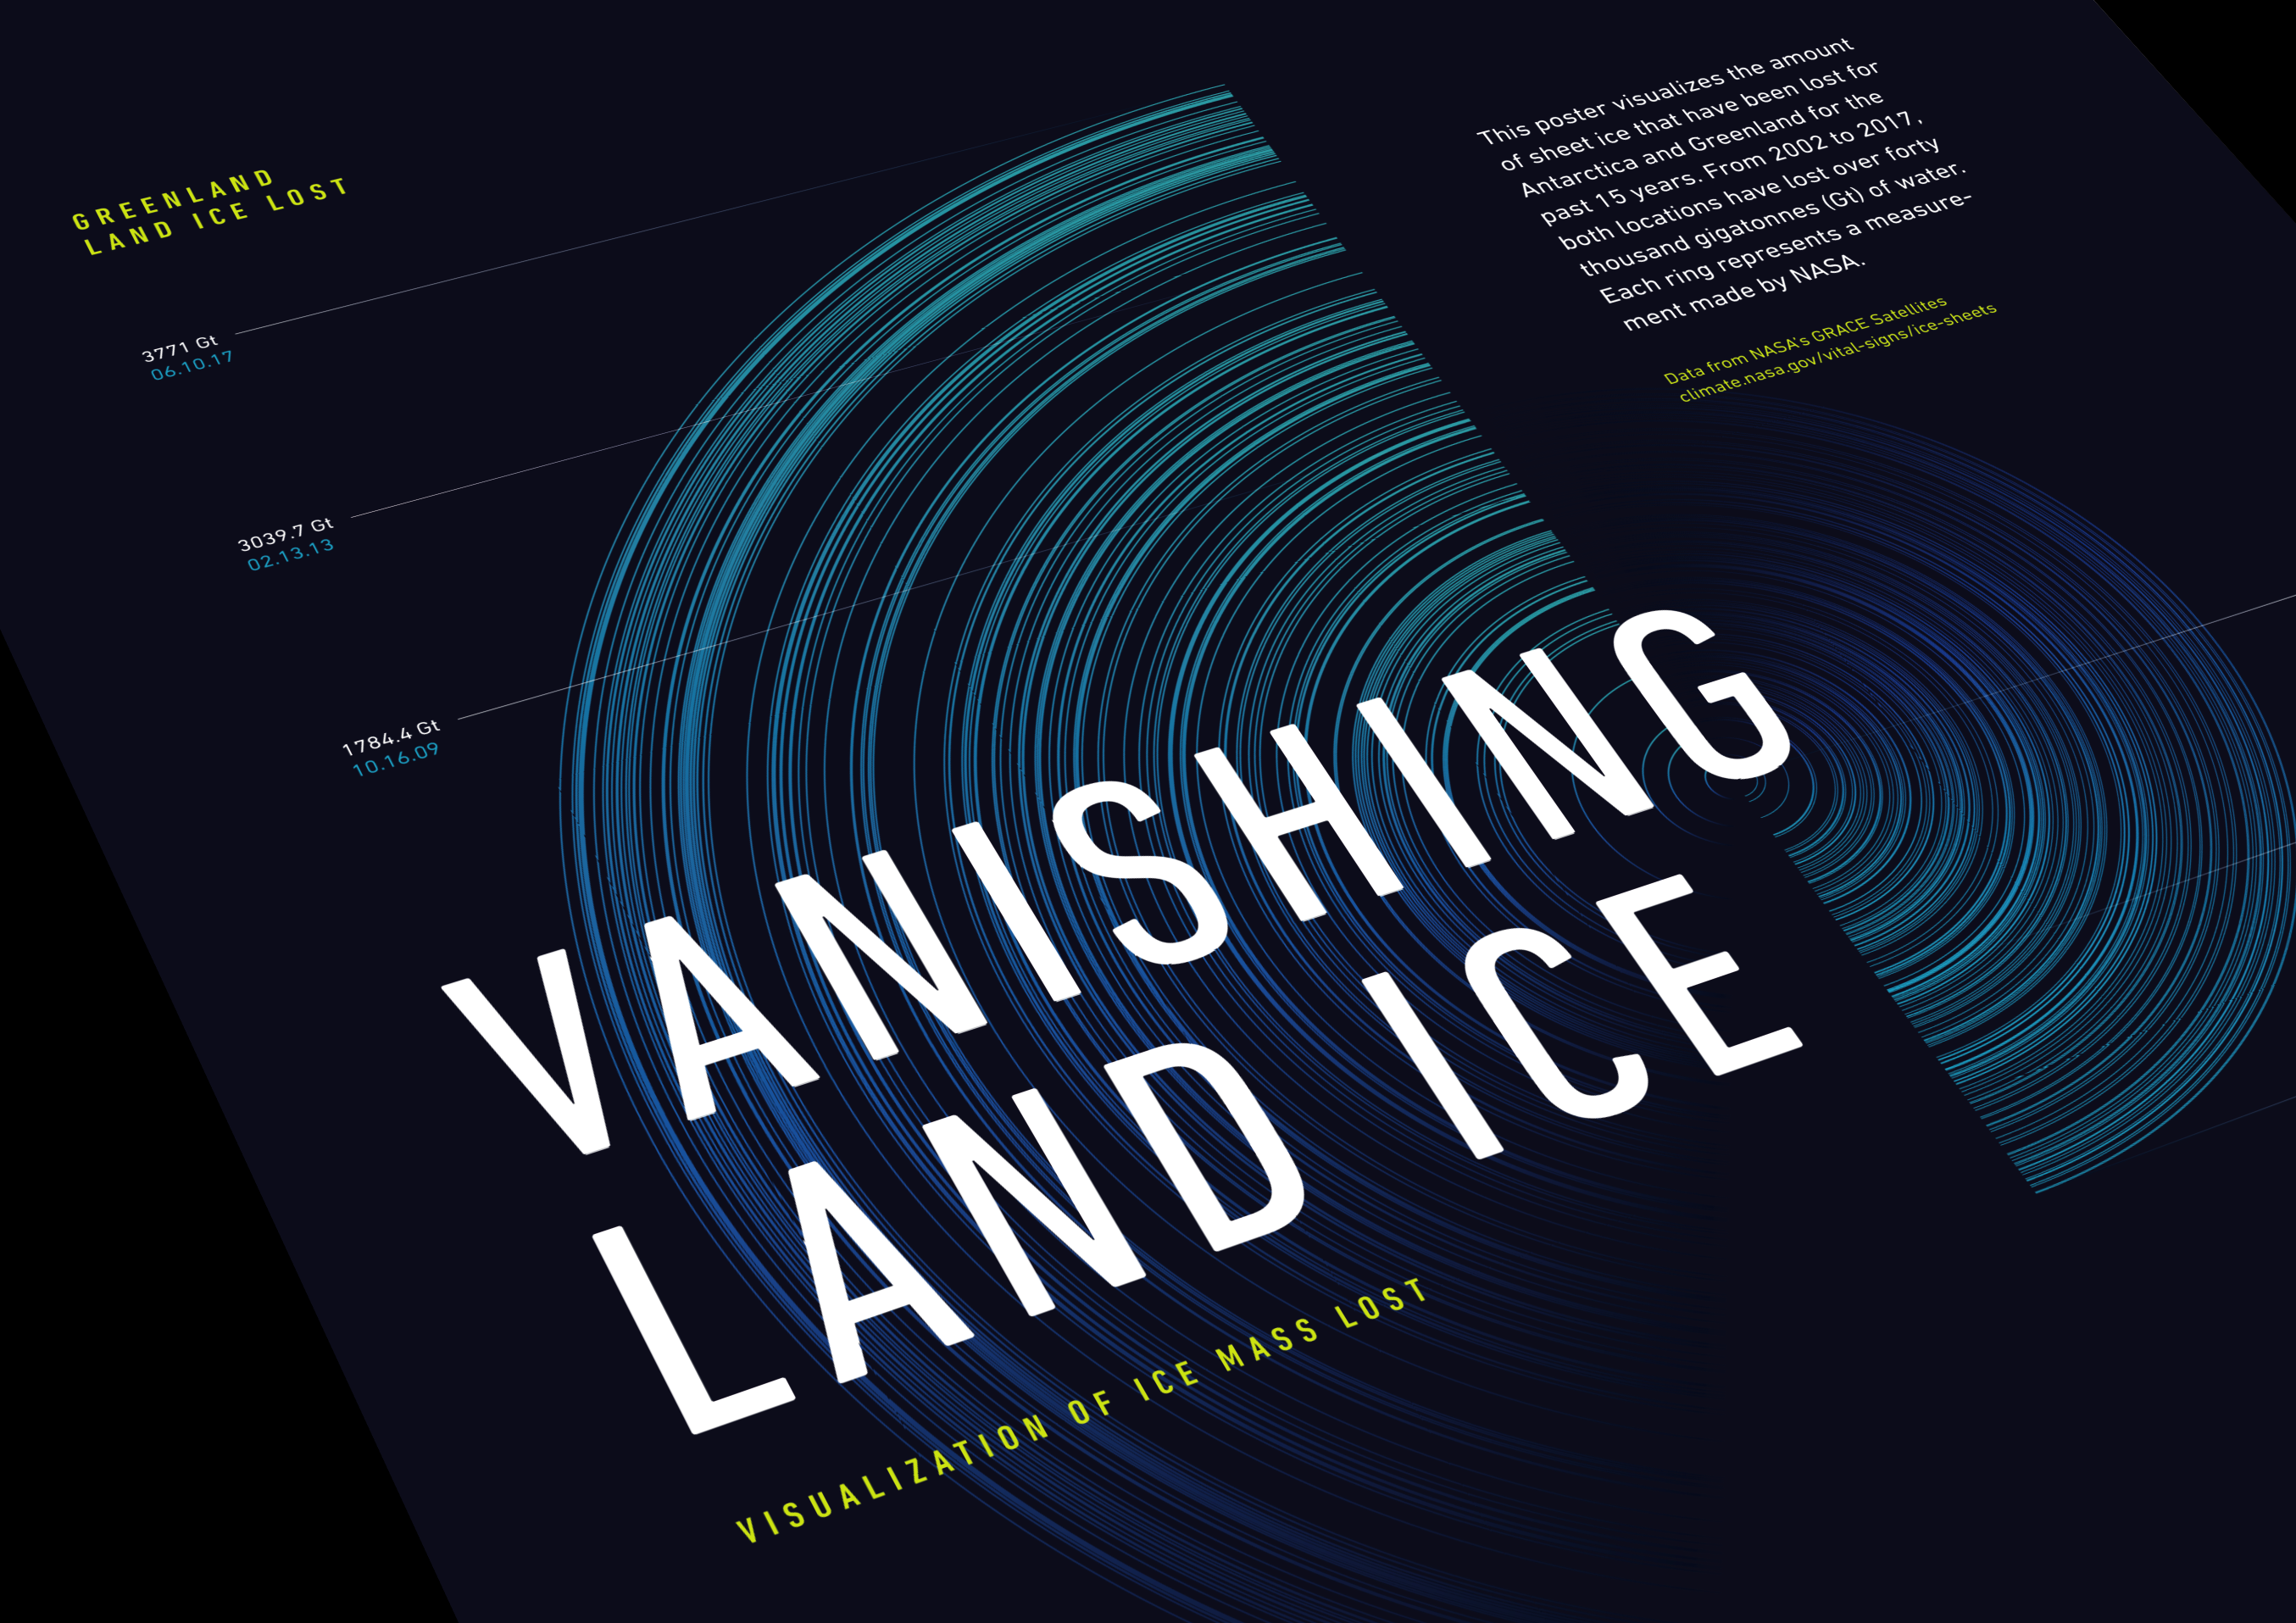 GREENLAND
LAND ICE LOST
3771 Gt
06.10.17
3039.7 Gt
02.13.13
1784.4 Gt
10.16.09
This poster visualizes the amount
of sheet ice that have been lost for
Antarctica and Greenland for the
past 15 years. From 2002 to 2017,
both locations have lost over forty
thousand gigatonnes (Gt) of water.
Each ring represents a measure-
ment made by NASA.
Data from NASA's GRACE Satellites
climate.nasa.gov/vital-signs/ice-sheets
VANISHING
LAND ICE
VISUALIZATION OF ICE MASS LOST